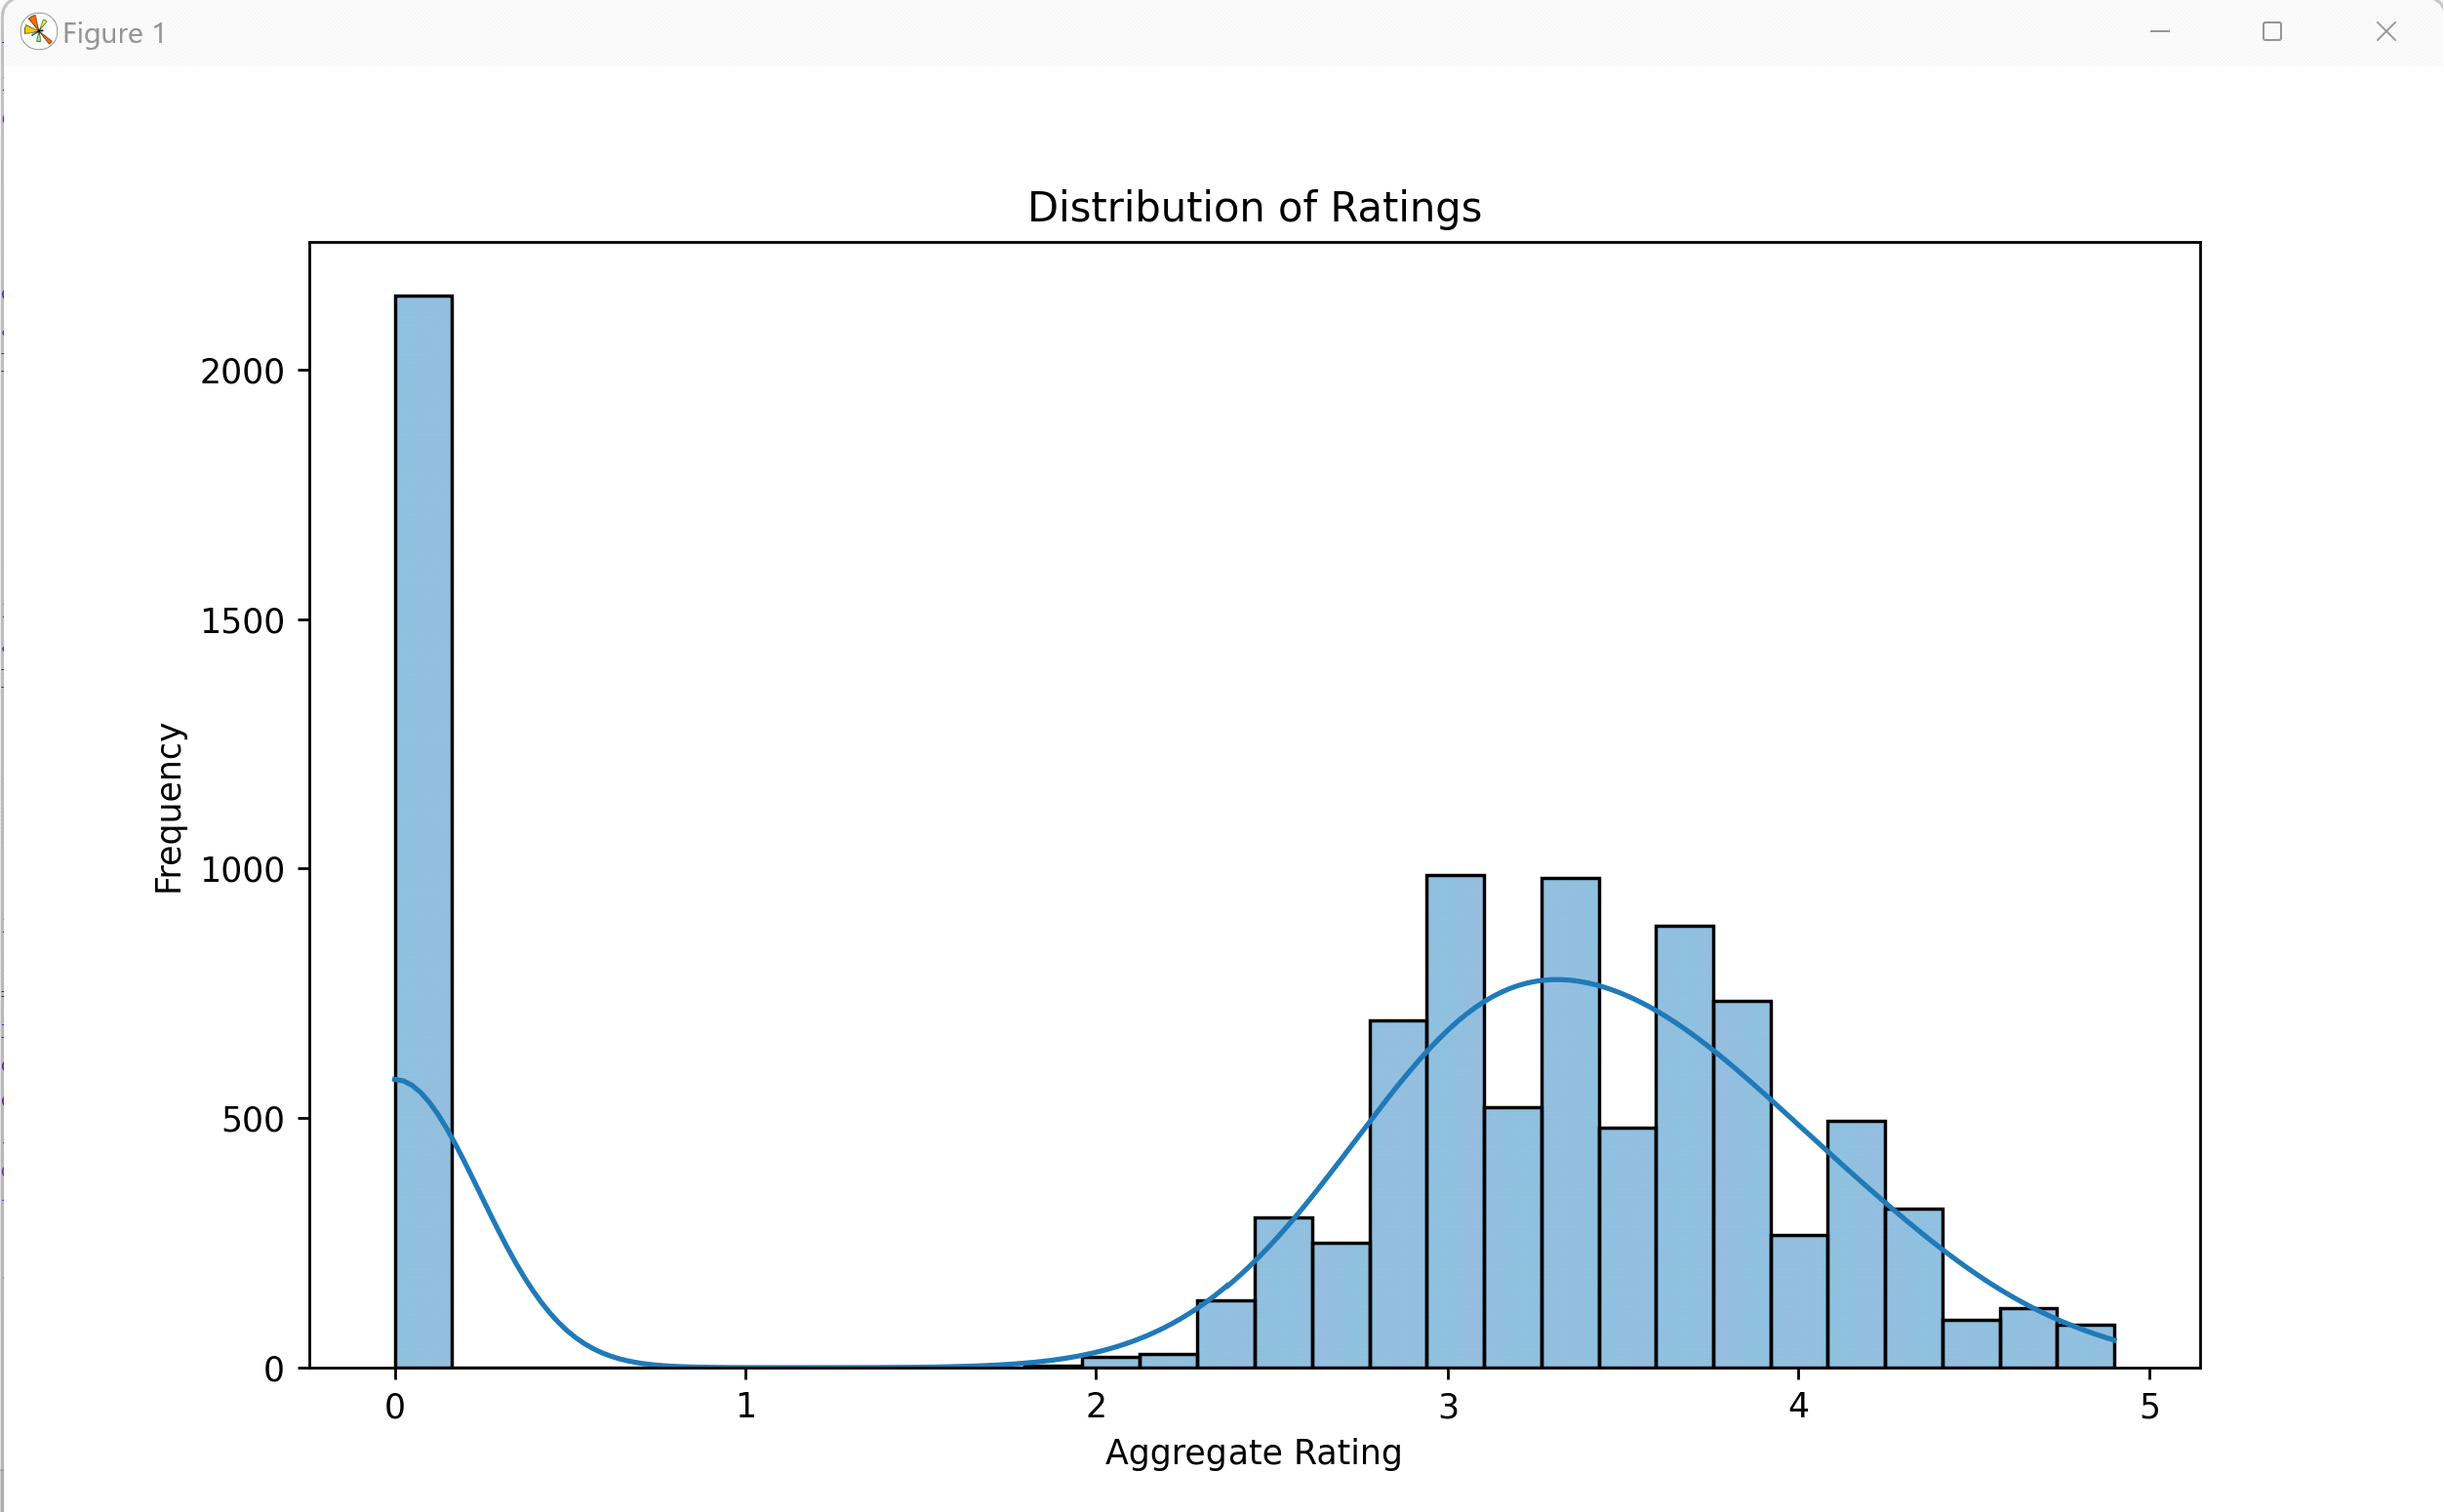 Figure 1
Distribution of Ratings
2000
1500
1000
500
0
Frequency
0 1 2 3 4 5
Aggregate Rating